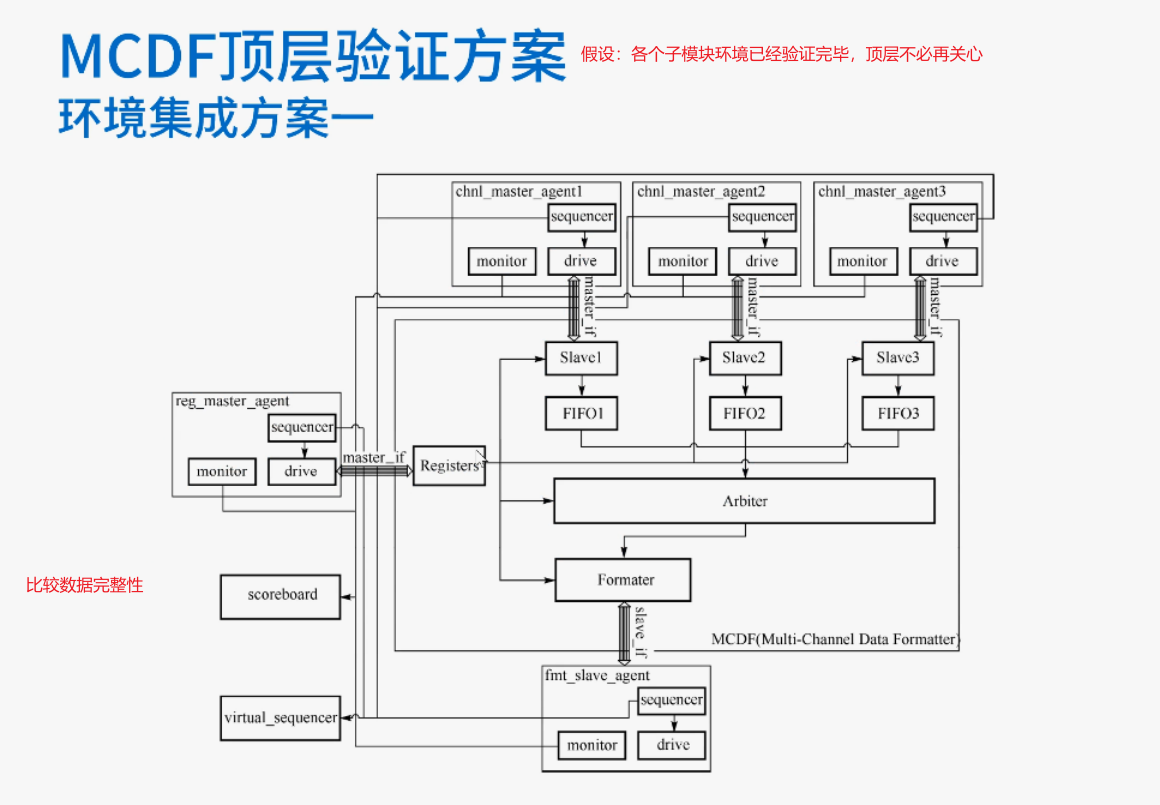 MCDF顶层验证方案
假设：各个子模块环境已经验证完毕，顶层不必再关心
环境集成方案一
chnl_master_agent1
chnl_master_agent2
chnl_master_agent3
sequencer
sequencer
sequencer
monitor
drive
monitor
drive
monitor
drive
master_if
master_if
master_if
Slave1
Slave2
Slave3
FIFO1
FIFO2
FIFO3
reg_master_agent
sequencer
monitor
drive
master_if
Registers
Arbiter
Formater
比较数据完整性
scoreboard
slave_if
MCDF(Multi-Channel Data Formatter)
fmt_slave_agent
sequencer
virtual_sequencer
monitor
drive